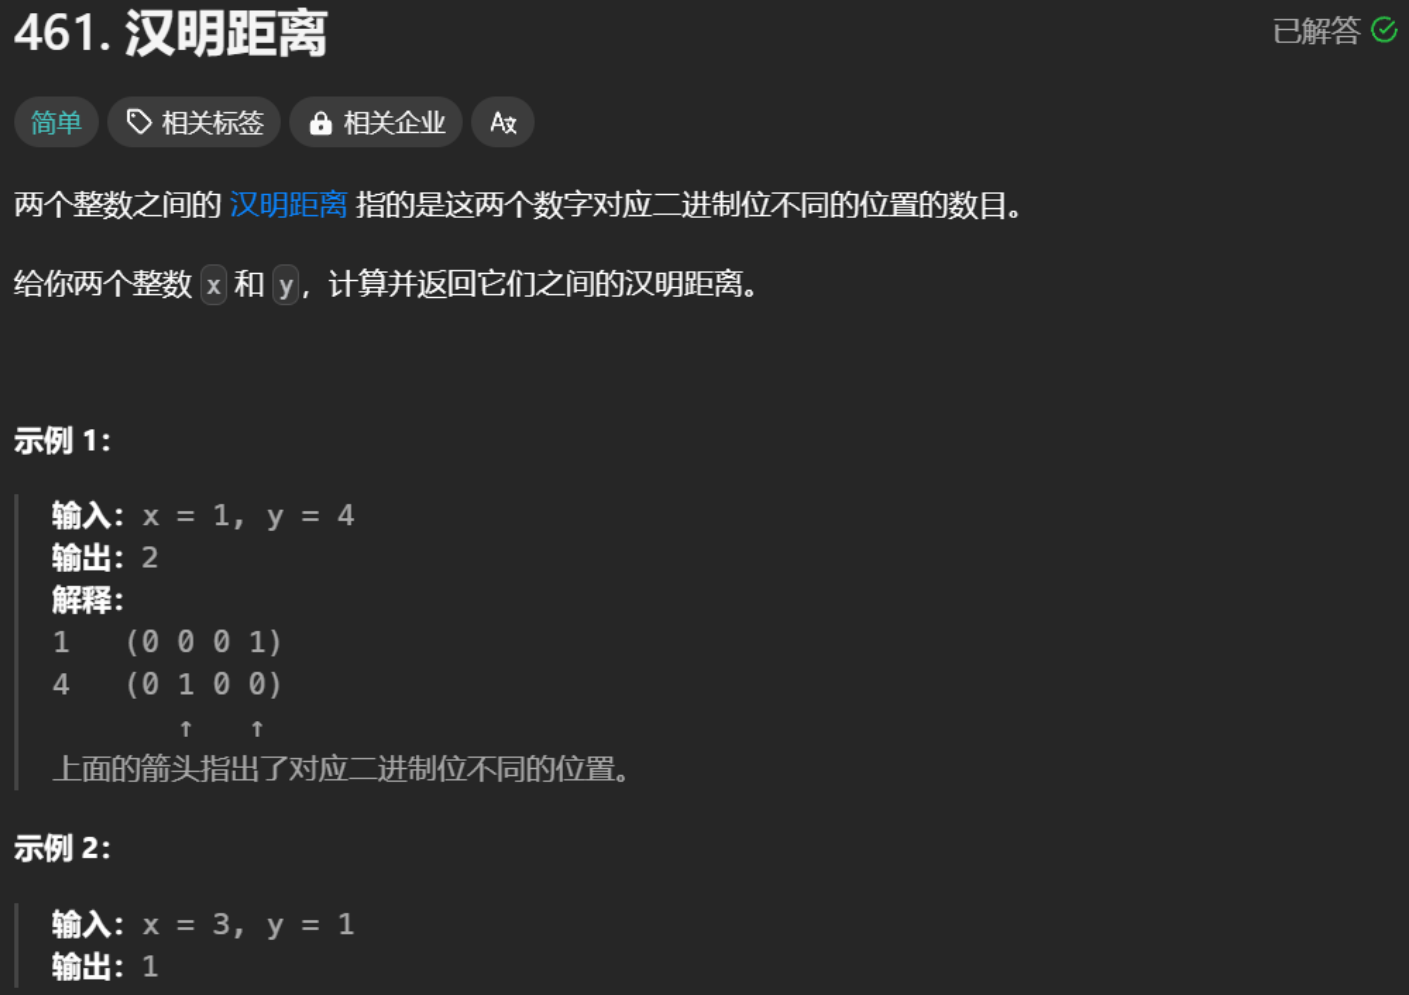 461. 汉明距离
已解答
简单 相关标签 相关企业 A文
两个整数之间的 汉明距离 指的是这两个数字对应二进制位不同的位置的数目。
给你两个整数 x 和 y，计算并返回它们之间的汉明距离。
示例 1：
输入：x = 1, y = 4
输出：2
解释：
1   (0 0 0 1)
4   (0 1 0 0)
       ↑   ↑
上面的箭头指出了对应二进制位不同的位置。
示例 2：
输入：x = 3, y = 1
输出：1